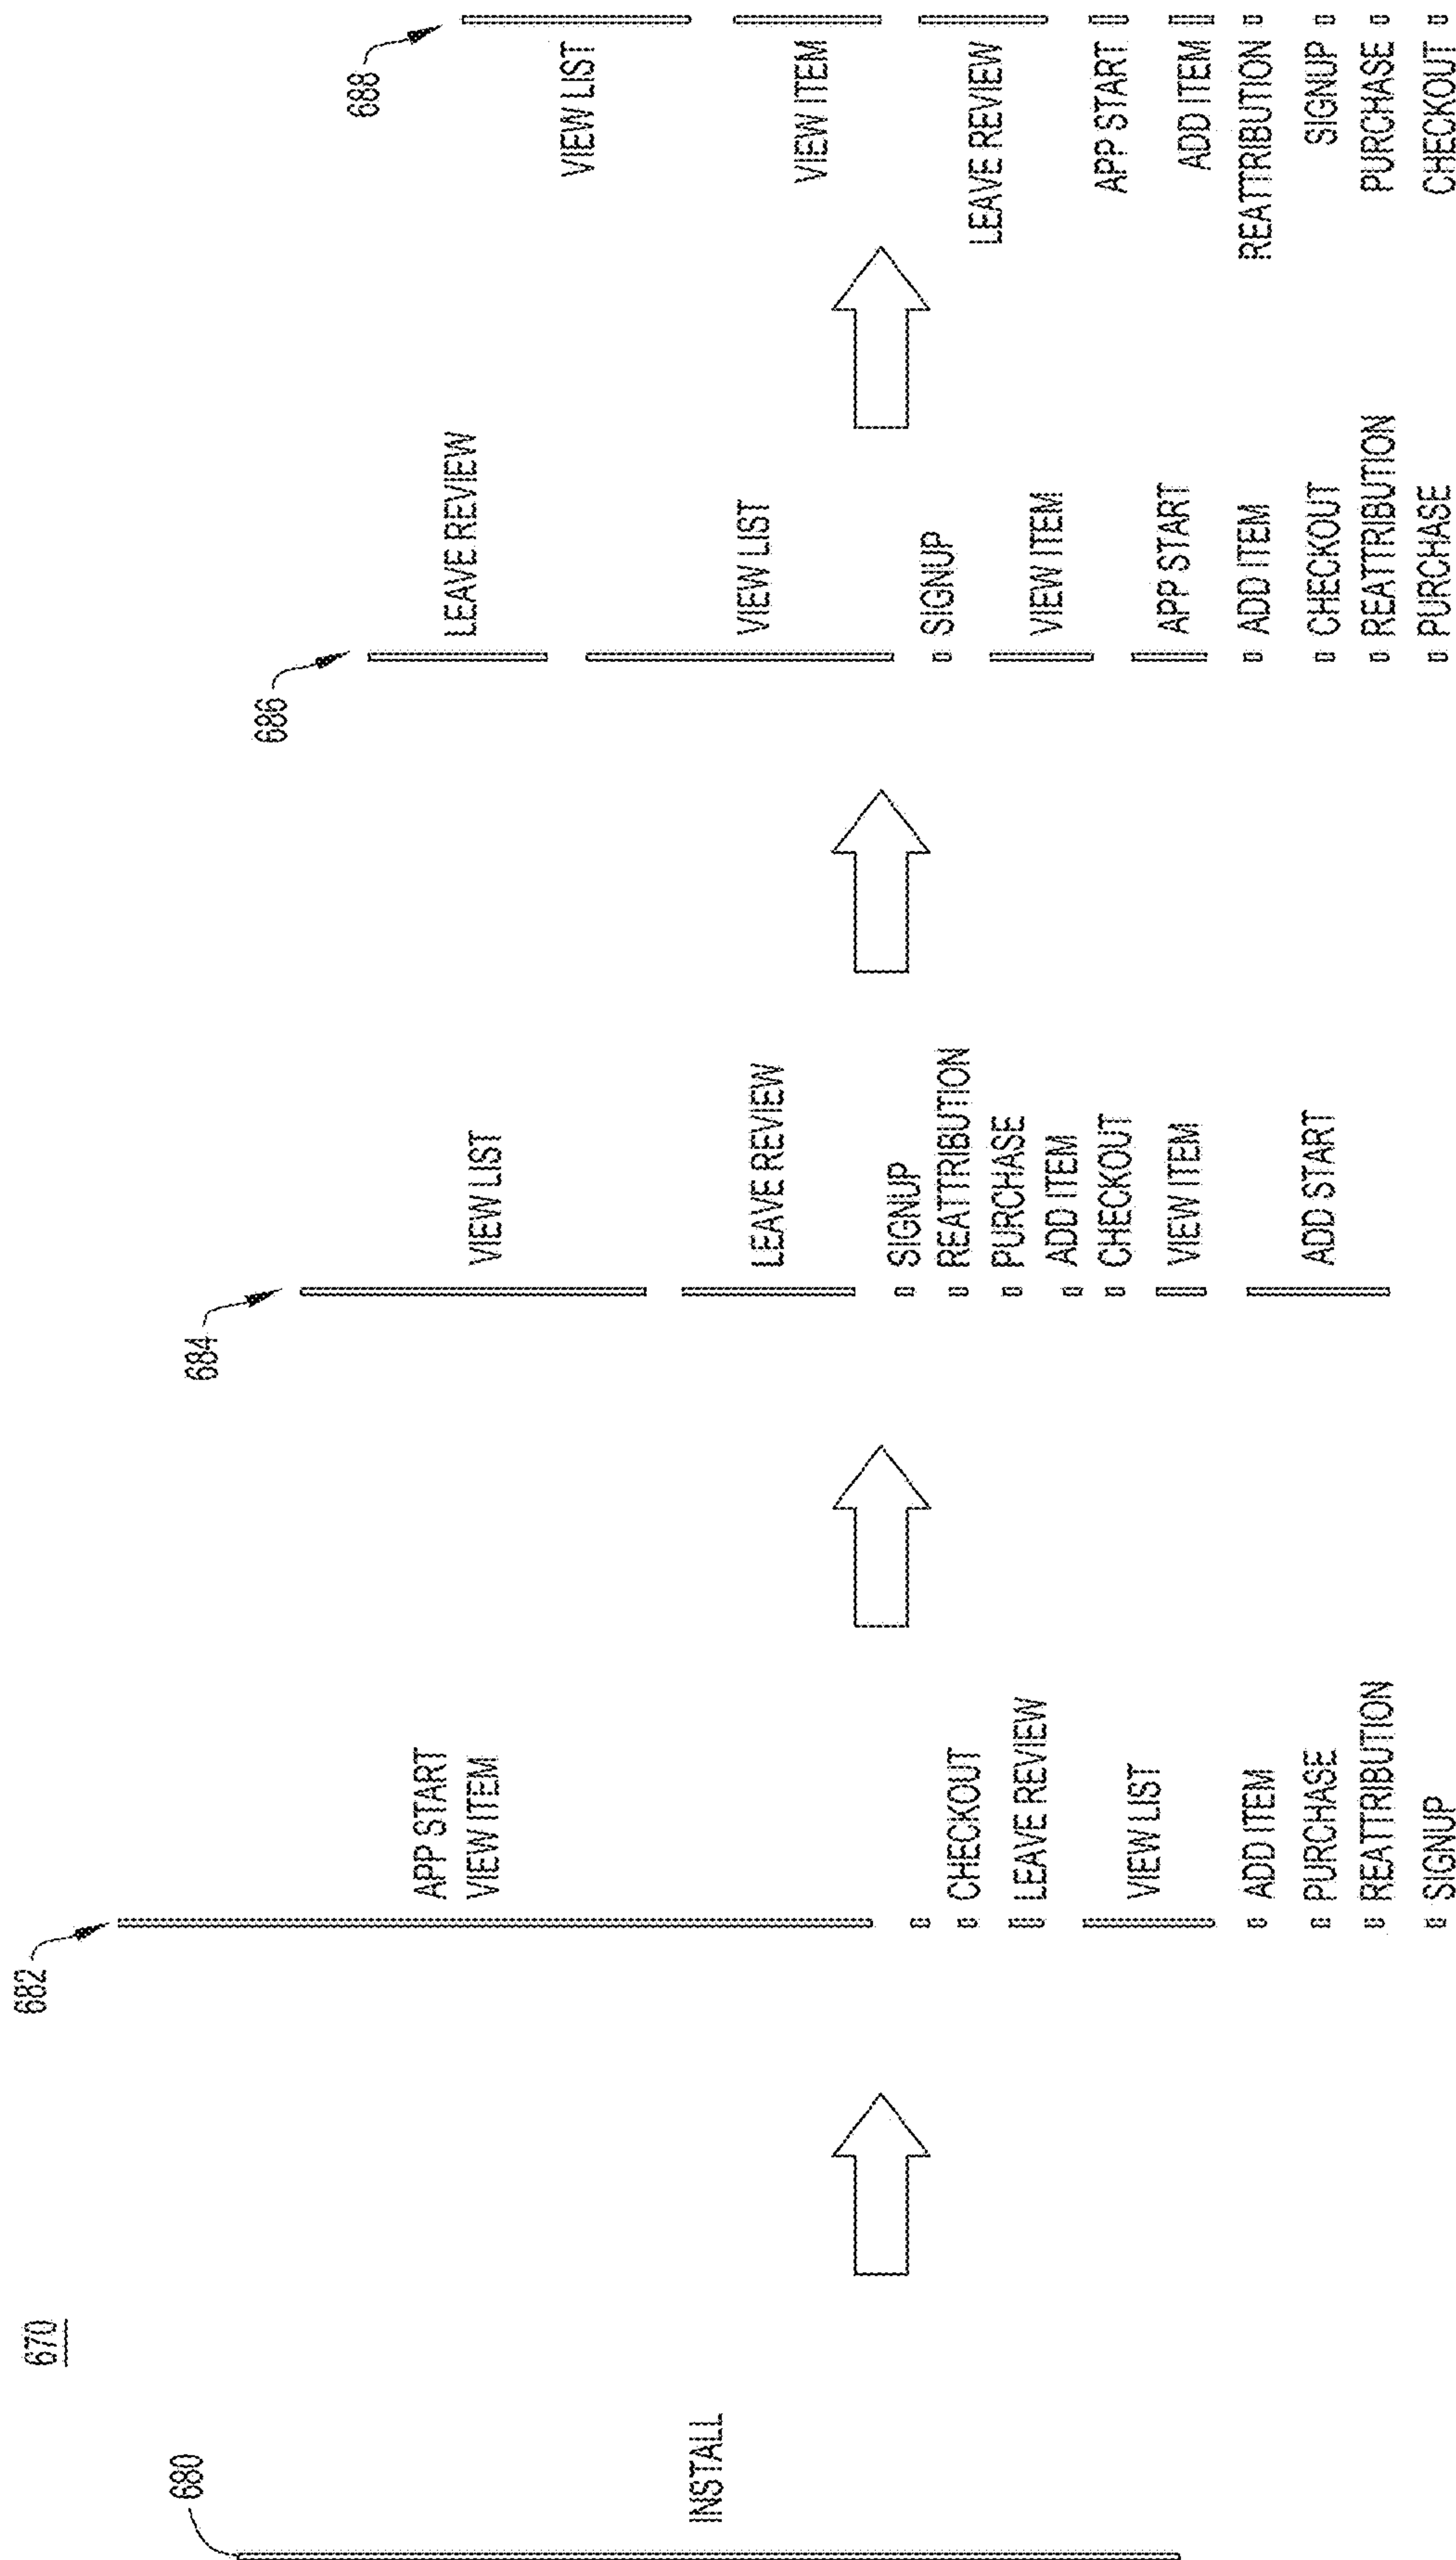 670
680
INSTALL
682
APP START
VIEW ITEM
CHECKOUT
LEAVE REVIEW
VIEW LIST
ADD ITEM
PURCHASE
REATTRIBUTION
SIGNUP
684
VIEW LIST
LEAVE REVIEW
SIGNUP
REATTRIBUTION
PURCHASE
ADD ITEM
CHECKOUT
VIEW ITEM
ADD START
686
LEAVE REVIEW
VIEW LIST
SIGNUP
VIEW ITEM
APP START
ADD ITEM
CHECKOUT
REATTRIBUTION
PURCHASE
688
VIEW LIST
VIEW ITEM
LEAVE REVIEW
APP START
ADD ITEM
REATTRIBUTION
SIGNUP
PURCHASE
CHECKOUT